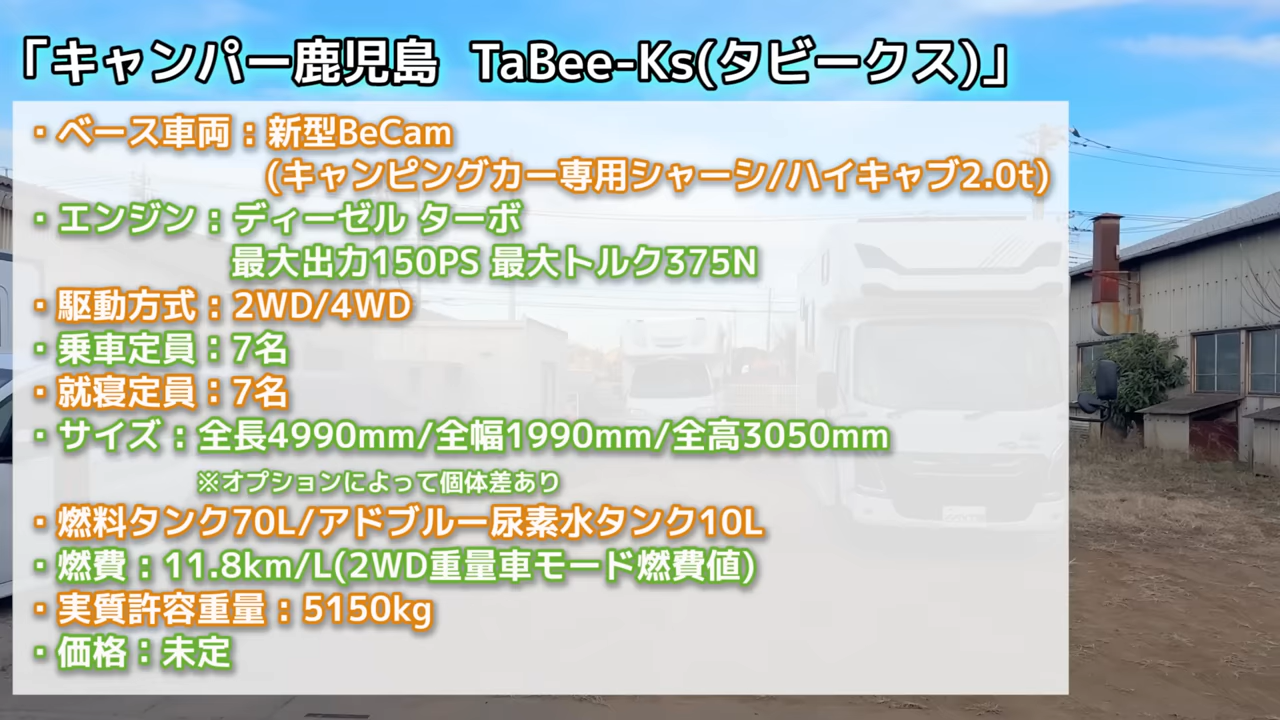 「キャンパー鹿児島 TaBee-Ks(タビークス)」
・ベース車両：新型BeCam
(キャンピングカー専用シャーシ/ハイキャブ2.0t)
・エンジン：ディーゼル ターボ
最大出力150PS 最大トルク375N
・駆動方式：2WD/4WD
・乗車定員：7名
・就寝定員：7名
・サイズ：全長4990mm/全幅1990mm/全高3050mm
※オプションによって個体差あり
・燃料タンク70L/アドブルー尿素水タンク10L
・燃費：11.8km/L(2WD重量車モード燃費値)
・実質許容重量：5150kg
・価格：未定